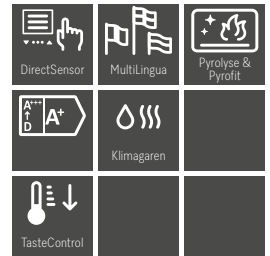 DirectSensor
MultiLingua
Pyrolyse &
Pyrofit
A+++
D
A+
Klimagaren
TasteControl